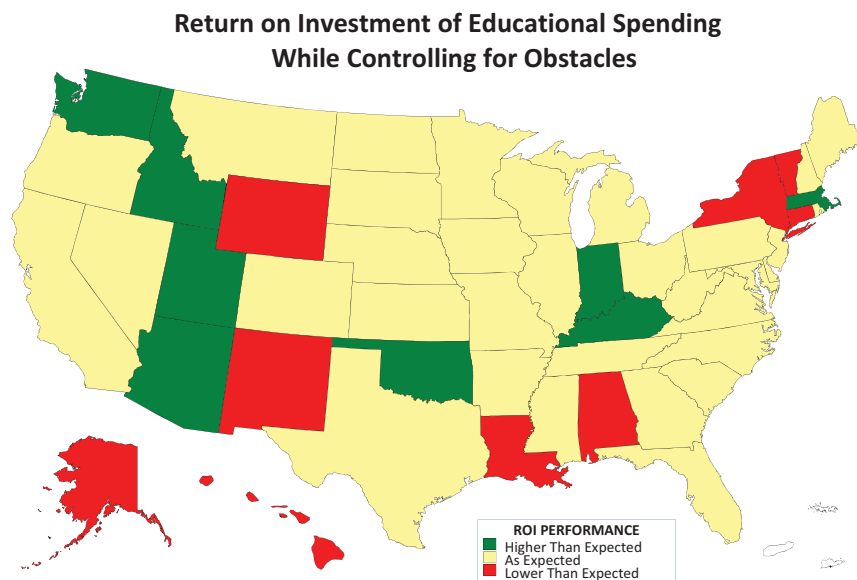 Return on Investment of Educational Spending
While Controlling for Obstacles
ROI PERFORMANCE
Higher Than Expected
As Expected
Lower Than Expected